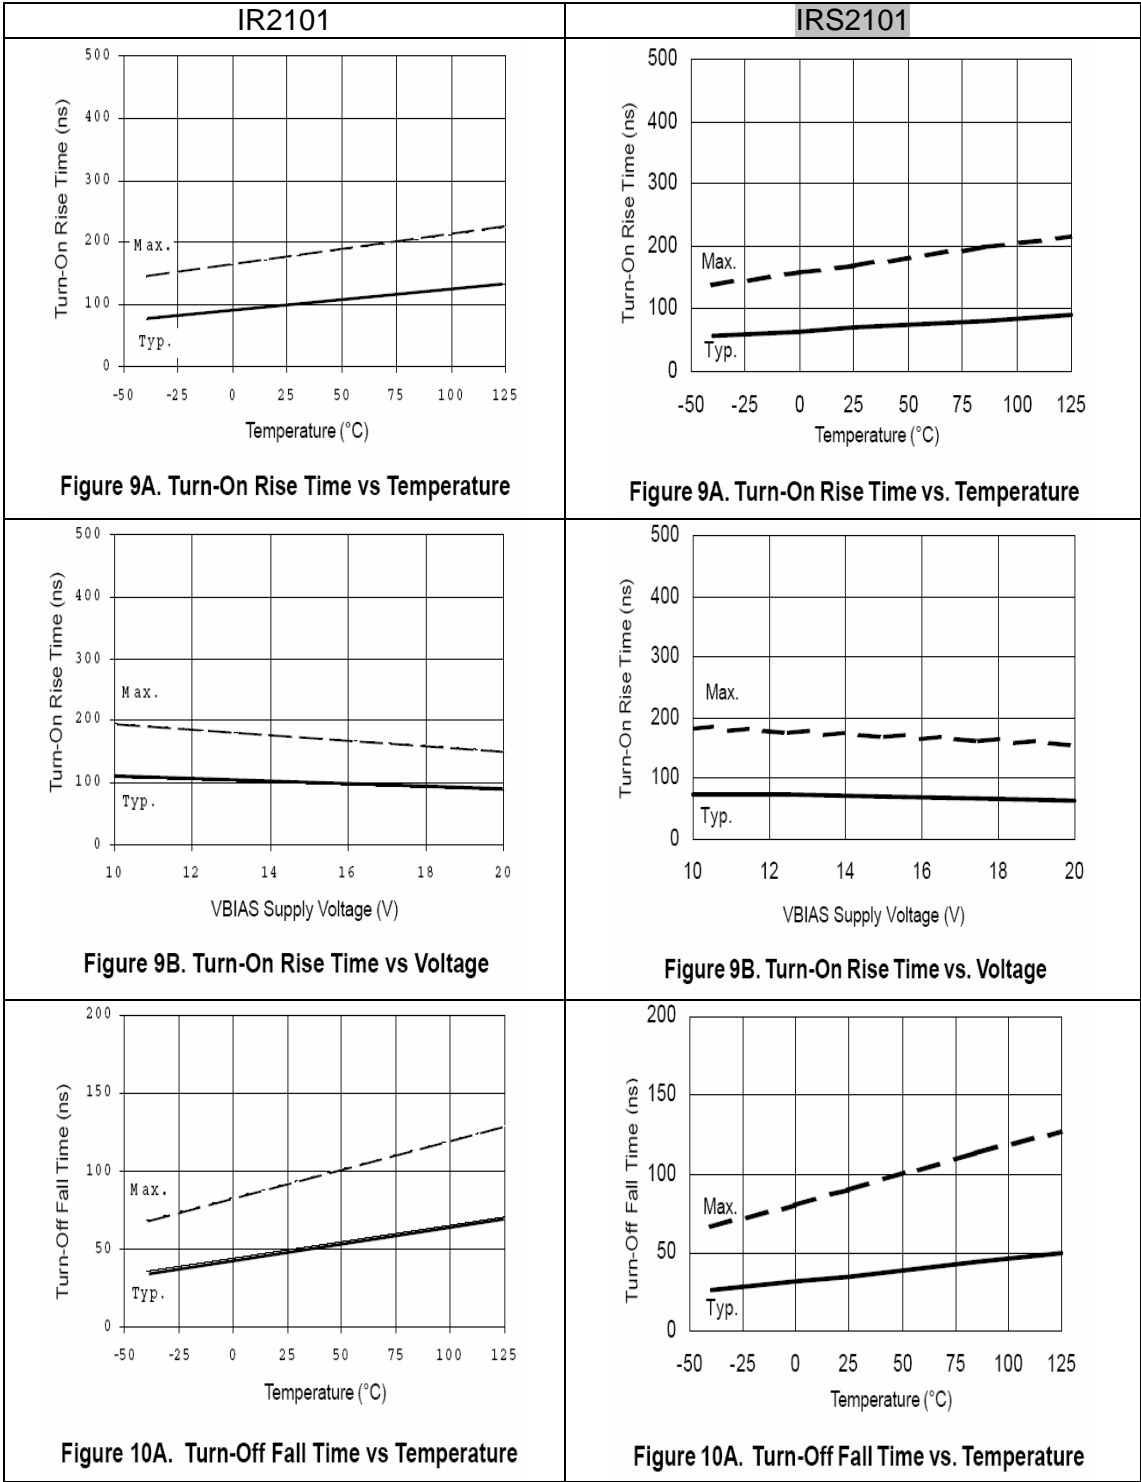 IR2101
IRS2101
Turn-On Rise Time (ns)
500
400
300
200
100
0
Max.
Typ.
-50 -25 0 25 50 75 100 125
Temperature (°C)
Figure 9A. Turn-On Rise Time vs Temperature
Turn-On Rise Time (ns)
500
400
300
200
100
0
Max.
Typ.
-50 -25 0 25 50 75 100 125
Temperature (°C)
Figure 9A. Turn-On Rise Time vs. Temperature
Turn-On Rise Time (ns)
500
400
300
200
100
0
Max.
Typ.
10 12 14 16 18 20
VBIAS Supply Voltage (V)
Figure 9B. Turn-On Rise Time vs Voltage
Turn-On Rise Time (ns)
500
400
300
200
100
0
Max.
Typ.
10 12 14 16 18 20
VBIAS Supply Voltage (V)
Figure 9B. Turn-On Rise Time vs. Voltage
Turn-Off Fall Time (ns)
200
150
100
50
0
Max.
Typ.
-50 -25 0 25 50 75 100 125
Temperature (°C)
Figure 10A. Turn-Off Fall Time vs Temperature
Turn-Off Fall Time (ns)
200
150
100
50
0
Max.
Typ.
-50 -25 0 25 50 75 100 125
Temperature (°C)
Figure 10A. Turn-Off Fall Time vs. Temperature